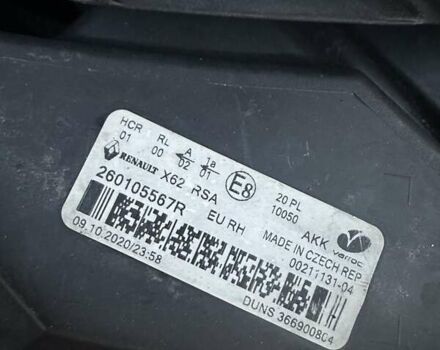 HCR RL A 1a
01 00 02 01
RENAULT X62 RSA E8 20.PL
10050
260105567R EU RH AKK varroc
MADE IN CZECH REP
00211131-04
09.10.2020/23:58 DUNS 366900804